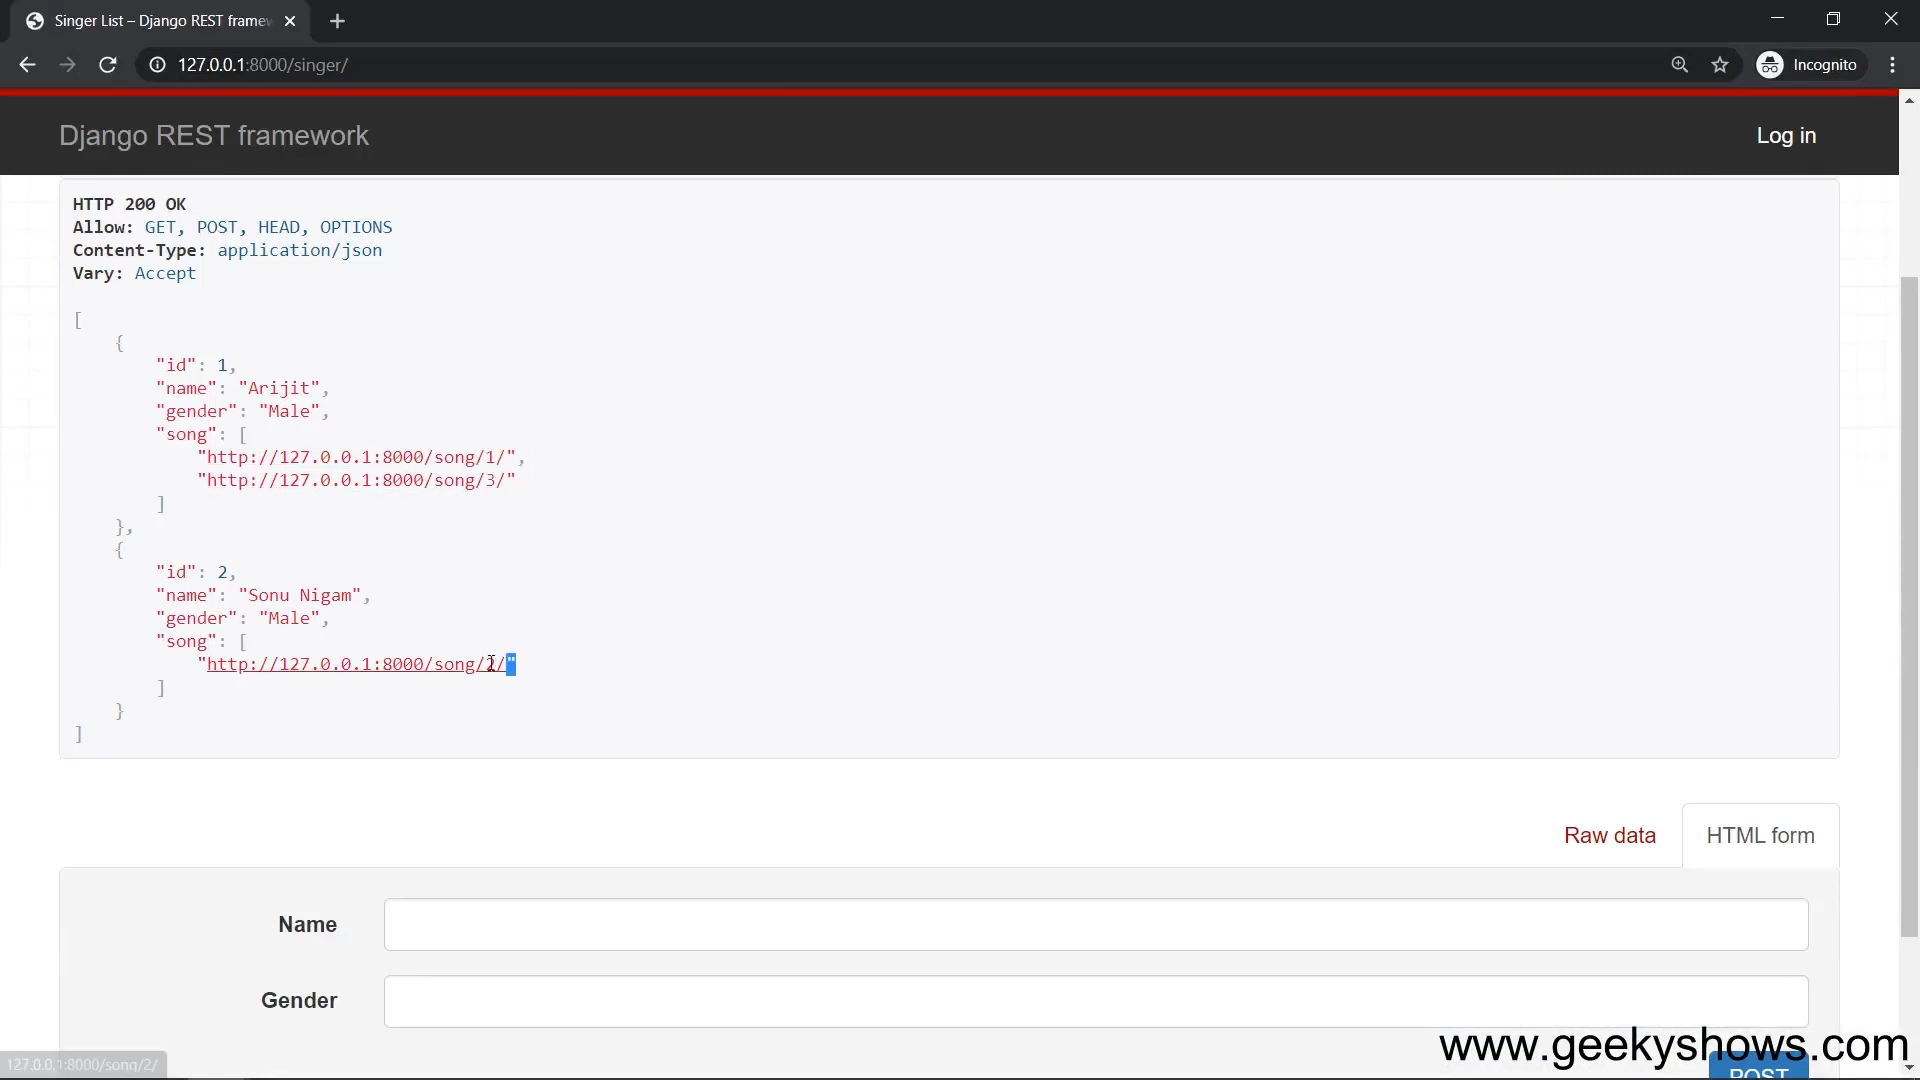 Singer List – Django REST framew
127.0.0.1:8000/singer/
Incognito
Django REST framework
Log in
HTTP 200 OK
Allow: GET, POST, HEAD, OPTIONS
Content-Type: application/json
Vary: Accept
[
{
"id": 1,
"name": "Arijit",
"gender": "Male",
"song": [
"http://127.0.0.1:8000/song/1/",
"http://127.0.0.1:8000/song/3/"
]
},
{
"id": 2,
"name": "Sonu Nigam",
"gender": "Male",
"song": [
"http://127.0.0.1:8000/song/2/"
]
}
]
Raw data
HTML form
Name
Gender
www.geekyshows.com
POST
127.0.0.1:8000/song/2/